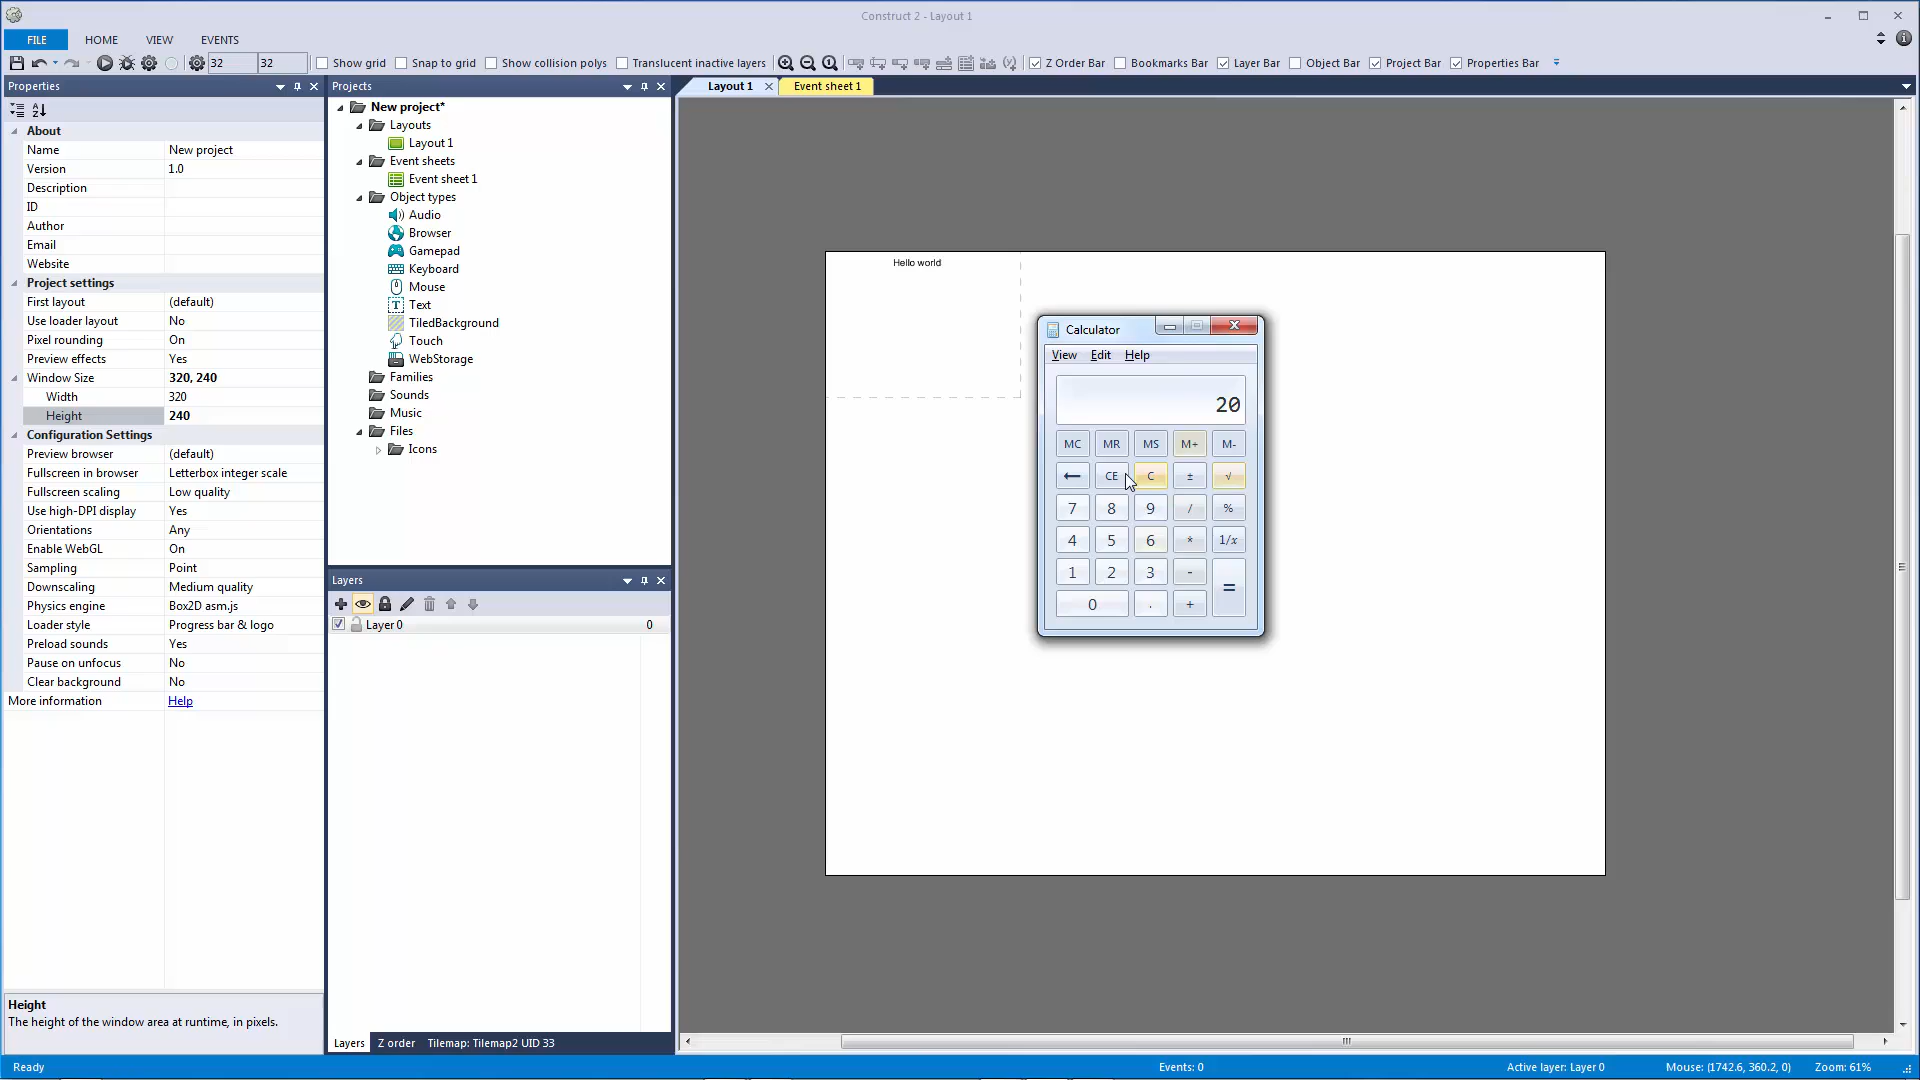 Construct 2 - Layout 1
FILE HOME VIEW EVENTS
32 32 Show grid Snap to grid Show collision polys Translucent inactive layers Z Order Bar Bookmarks Bar Layer Bar Object Bar Project Bar Properties Bar
Properties
About
Name New project
Version 1.0
Description
ID
Author
Email
Website
Project settings
First layout (default)
Use loader layout No
Pixel rounding On
Preview effects Yes
Window Size 320, 240
Width 320
Height 240
Configuration Settings
Preview browser (default)
Fullscreen in browser Letterbox integer scale
Fullscreen scaling Low quality
Use high-DPI display Yes
Orientations Any
Enable WebGL On
Sampling Point
Downscaling Medium quality
Physics engine Box2D asm.js
Loader style Progress bar & logo
Preload sounds Yes
Pause on unfocus No
Clear background No
More information Help
Height
The height of the window area at runtime, in pixels.
Projects
New project*
Layouts
Layout 1
Event sheets
Event sheet 1
Object types
Audio
Browser
Gamepad
Keyboard
Mouse
Text
TiledBackground
Touch
WebStorage
Families
Sounds
Music
Files
Icons
Layers
Layer 0 0
Layers Z order Tilemap: Tilemap2 UID 33
Layout 1 Event sheet 1
Hello world
Calculator
View Edit Help
20
MC MR MS M+ M-
← CE C ± √
7 8 9 / %
4 5 6 * 1/x
1 2 3 - =
0 . +
Ready Events: 0 Active layer: Layer 0 Mouse: (1742.6, 360.2, 0) Zoom: 61%